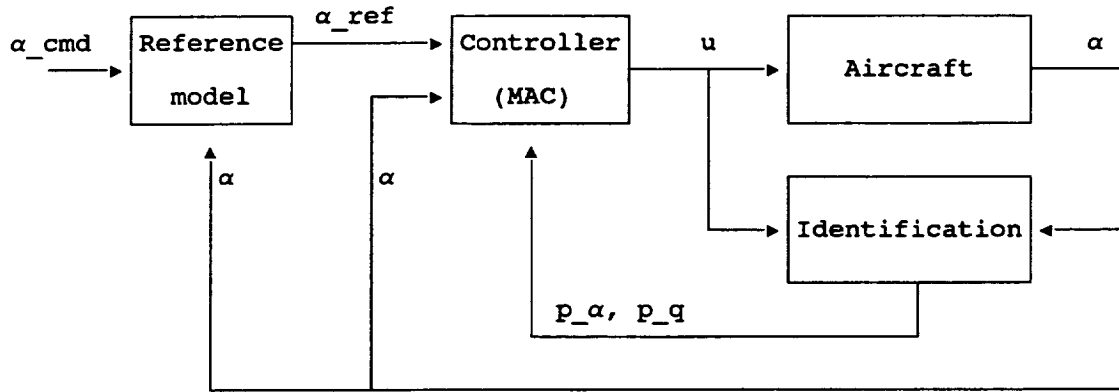 α_cmd
Reference
model
α_ref
Controller
(MAC)
u
Aircraft
α
α
α
Identification
p_α, p_q